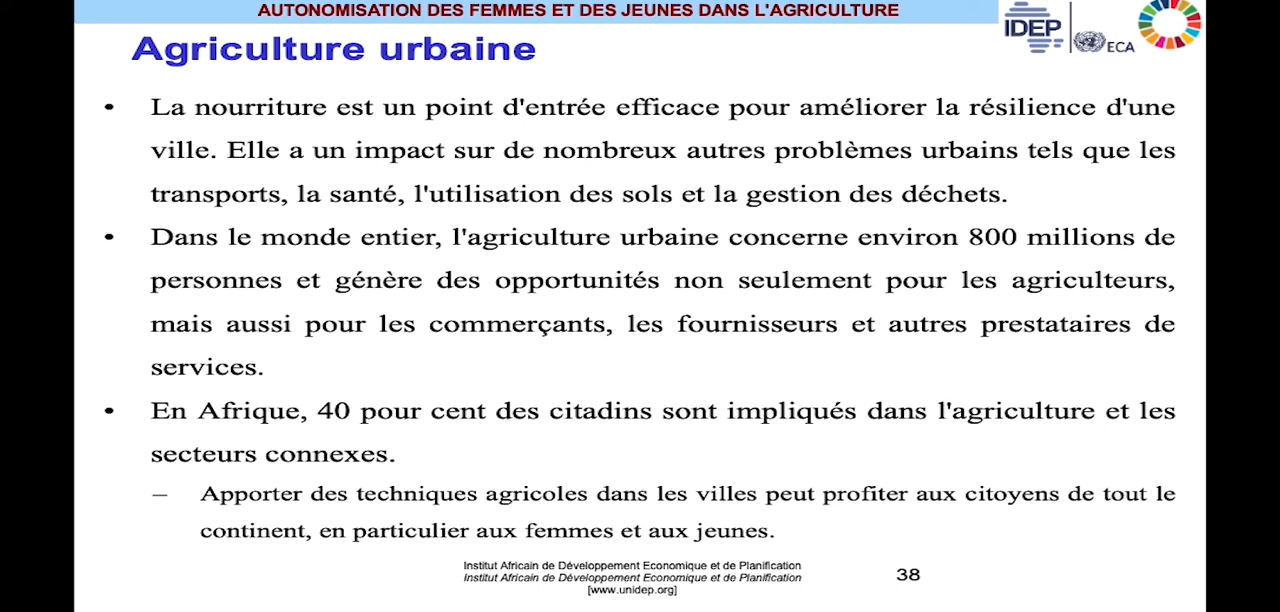 AUTONOMISATION DES FEMMES ET DES JEUNES DANS L'AGRICULTURE
IDEP
ECA
Agriculture urbaine
• La nourriture est un point d'entrée efficace pour améliorer la résilience d'une
ville. Elle a un impact sur de nombreux autres problèmes urbains tels que les
transports, la santé, l'utilisation des sols et la gestion des déchets.
• Dans le monde entier, l'agriculture urbaine concerne environ 800 millions de
personnes et génère des opportunités non seulement pour les agriculteurs,
mais aussi pour les commerçants, les fournisseurs et autres prestataires de
services.
• En Afrique, 40 pour cent des citadins sont impliqués dans l'agriculture et les
secteurs connexes.
– Apporter des techniques agricoles dans les villes peut profiter aux citoyens de tout le
continent, en particulier aux femmes et aux jeunes.
Institut Africain de Développement Economique et de Planification
Institut Africain de Développement Economique et de Planification
[www.unidep.org]
38